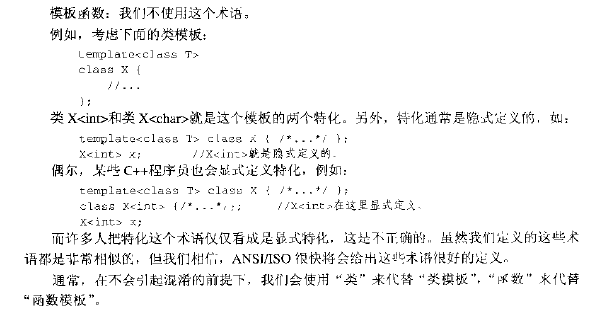 模板函数：我们不使用这个术语。
例如，考虑下面的类模板：
template<class T>
class X {
//...
};
类 X<int>和类 X<char>就是这个模板的两个特化。另外，特化通常是隐式定义的，如：
template<class T> class X { /*...*/ };
X<int> x; //X<int>就是隐式定义的。
偶尔，某些 C++程序员也会显式定义特化，例如：
template<class T> class X { /*...*/ };
class X<int> {/*...*/}; //X<int>在这里显式定义。
X<int> x;
而许多人把特化这个术语仅仅看成是显式特化，这是不正确的。虽然我们定义的这些术
语都是非常相似的，但我们相信，ANSI/ISO 很快将会给出这些术语很好的定义。
通常，在不会引起混淆的前提下，我们会使用“类”来代替“类模板”，“函数”来代替
“函数模板”。